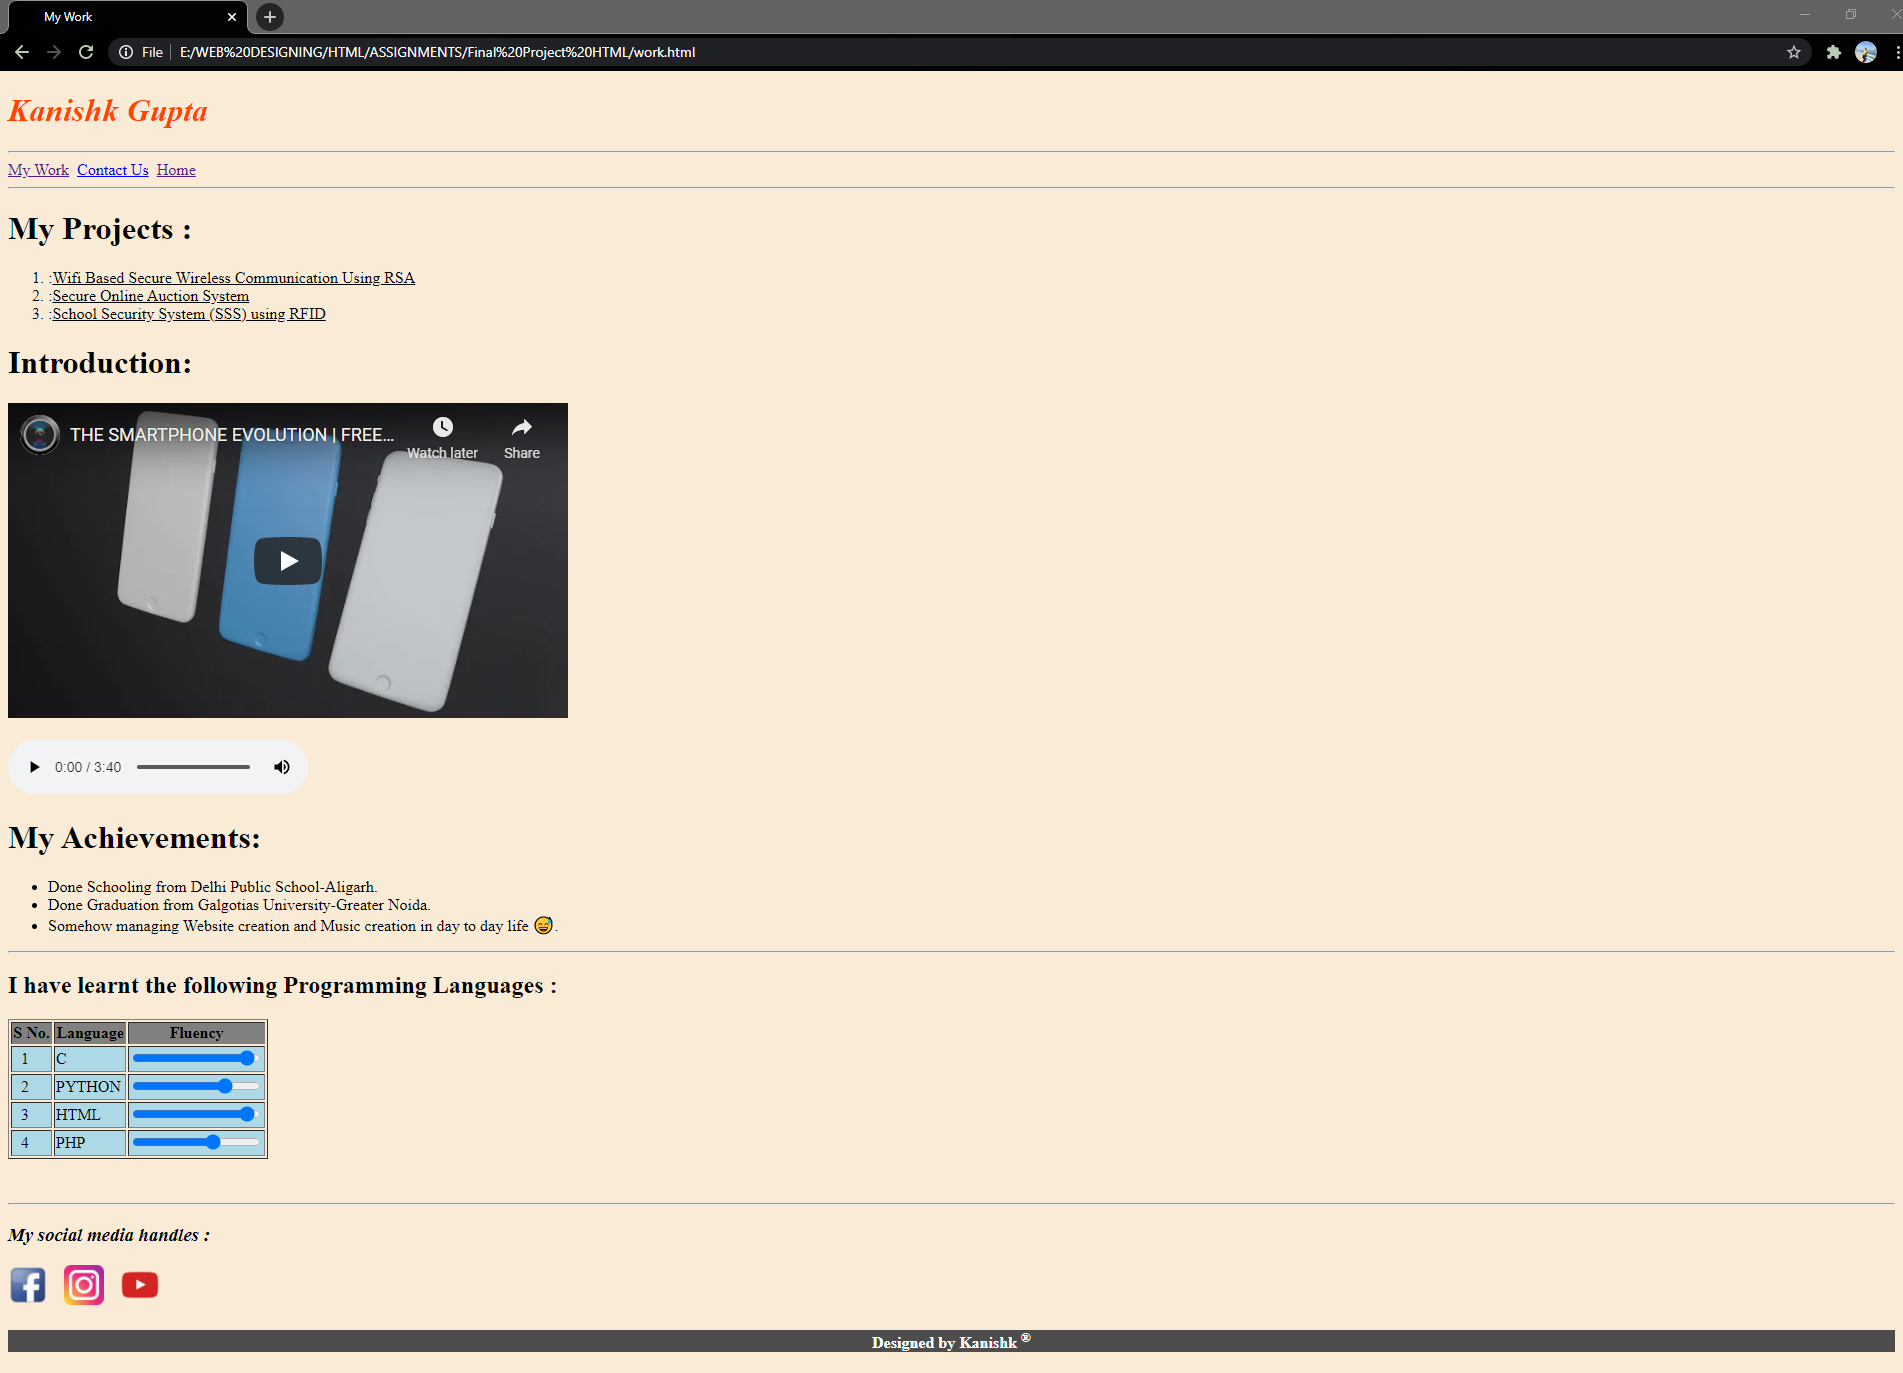 My Work
File E:/WEB%20DESIGNING/HTML/ASSIGNMENTS/Final%20Project%20HTML/work.html
Kanishk Gupta
My Work Contact Us Home
My Projects :
1. :Wifi Based Secure Wireless Communication Using RSA
2. :Secure Online Auction System
3. :School Security System (SSS) using RFID
Introduction:
THE SMARTPHONE EVOLUTION | FREE...
Watch later Share
0:00 / 3:40
My Achievements:
• Done Schooling from Delhi Public School-Aligarh.
• Done Graduation from Galgotias University-Greater Noida.
• Somehow managing Website creation and Music creation in day to day life 😅.
I have learnt the following Programming Languages :
S No. Language Fluency
1 C
2 PYTHON
3 HTML
4 PHP
My social media handles :
Designed by Kanishk ®